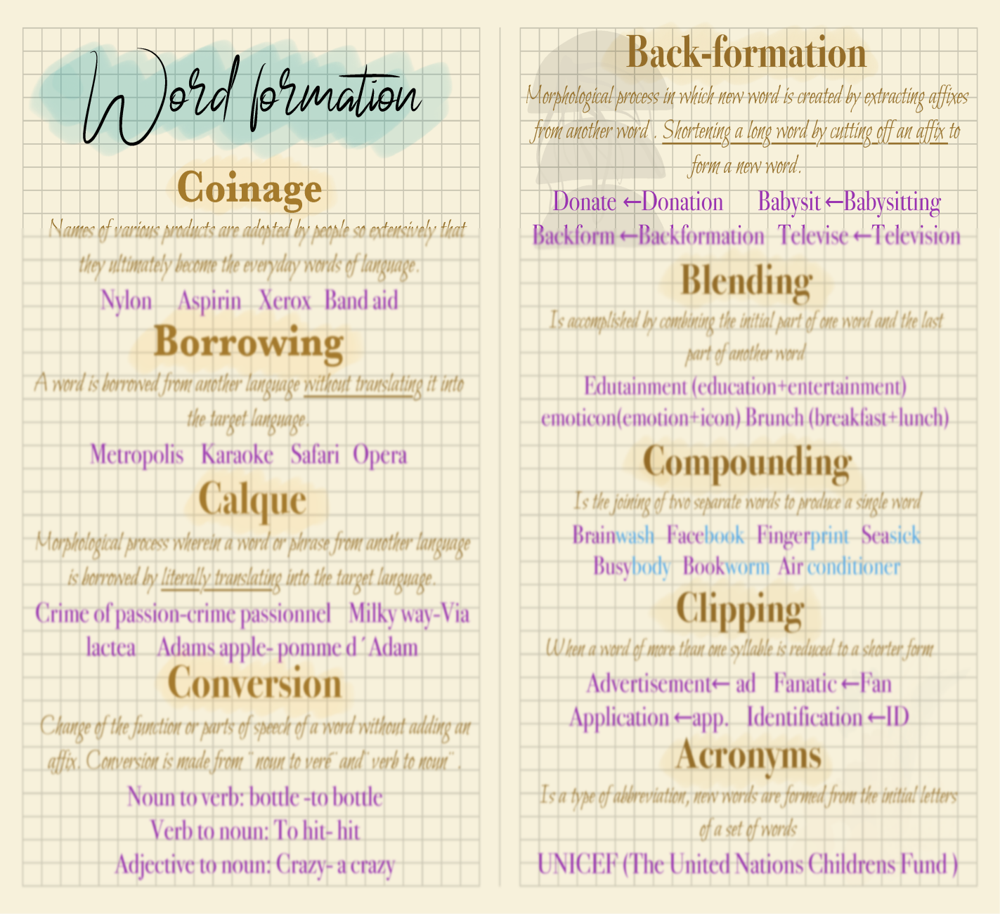 Word formation
Coinage
Names of various products are adopted by people so extensively that
they ultimately become the everyday words of language.
Nylon Aspirin Xerox Band aid
Borrowing
A word is borrowed from another language without translating it into
the target language.
Metropolis Karaoke Safari Opera
Calque
Morphological process wherein a word or phrase from another language
is borrowed by literally translating into the target language.
Crime of passion-crime passionnel Milky way-Via
lactea Adams apple- pomme d´Adam
Conversion
Change of the function or parts of speech of a word without adding an
affix. Conversion is made from ¨noun to veré¨ and¨ verb to noun¨ .
Noun to verb: bottle -to bottle
Verb to noun: To hit- hit
Adjective to noun: Crazy- a crazy
Back-formation
Morphological process in which new word is created by extracting affixes
from another word . Shortening a long word by cutting off an affix to
form a new word.
Donate ←Donation Babysit ←Babysitting
Backform ←Backformation Televise ←Television
Blending
Is accomplished by combining the initial part of one word and the last
part of another word
Edutainment (education+entertainment)
emoticon(emotion+icon) Brunch (breakfast+lunch)
Compounding
Is the joining of two separate words to produce a single word
Brainwash Facebook Fingerprint Seasick
Busybody Bookworm Air conditioner
Clipping
When a word of more than one syllable is reduced to a shorter form
Advertisement← ad Fanatic ←Fan
Application ←app. Identification ←ID
Acronyms
Is a type of abbreviation, new words are formed from the initial letters
of a set of words
UNICEF (The United Nations Childrens Fund )